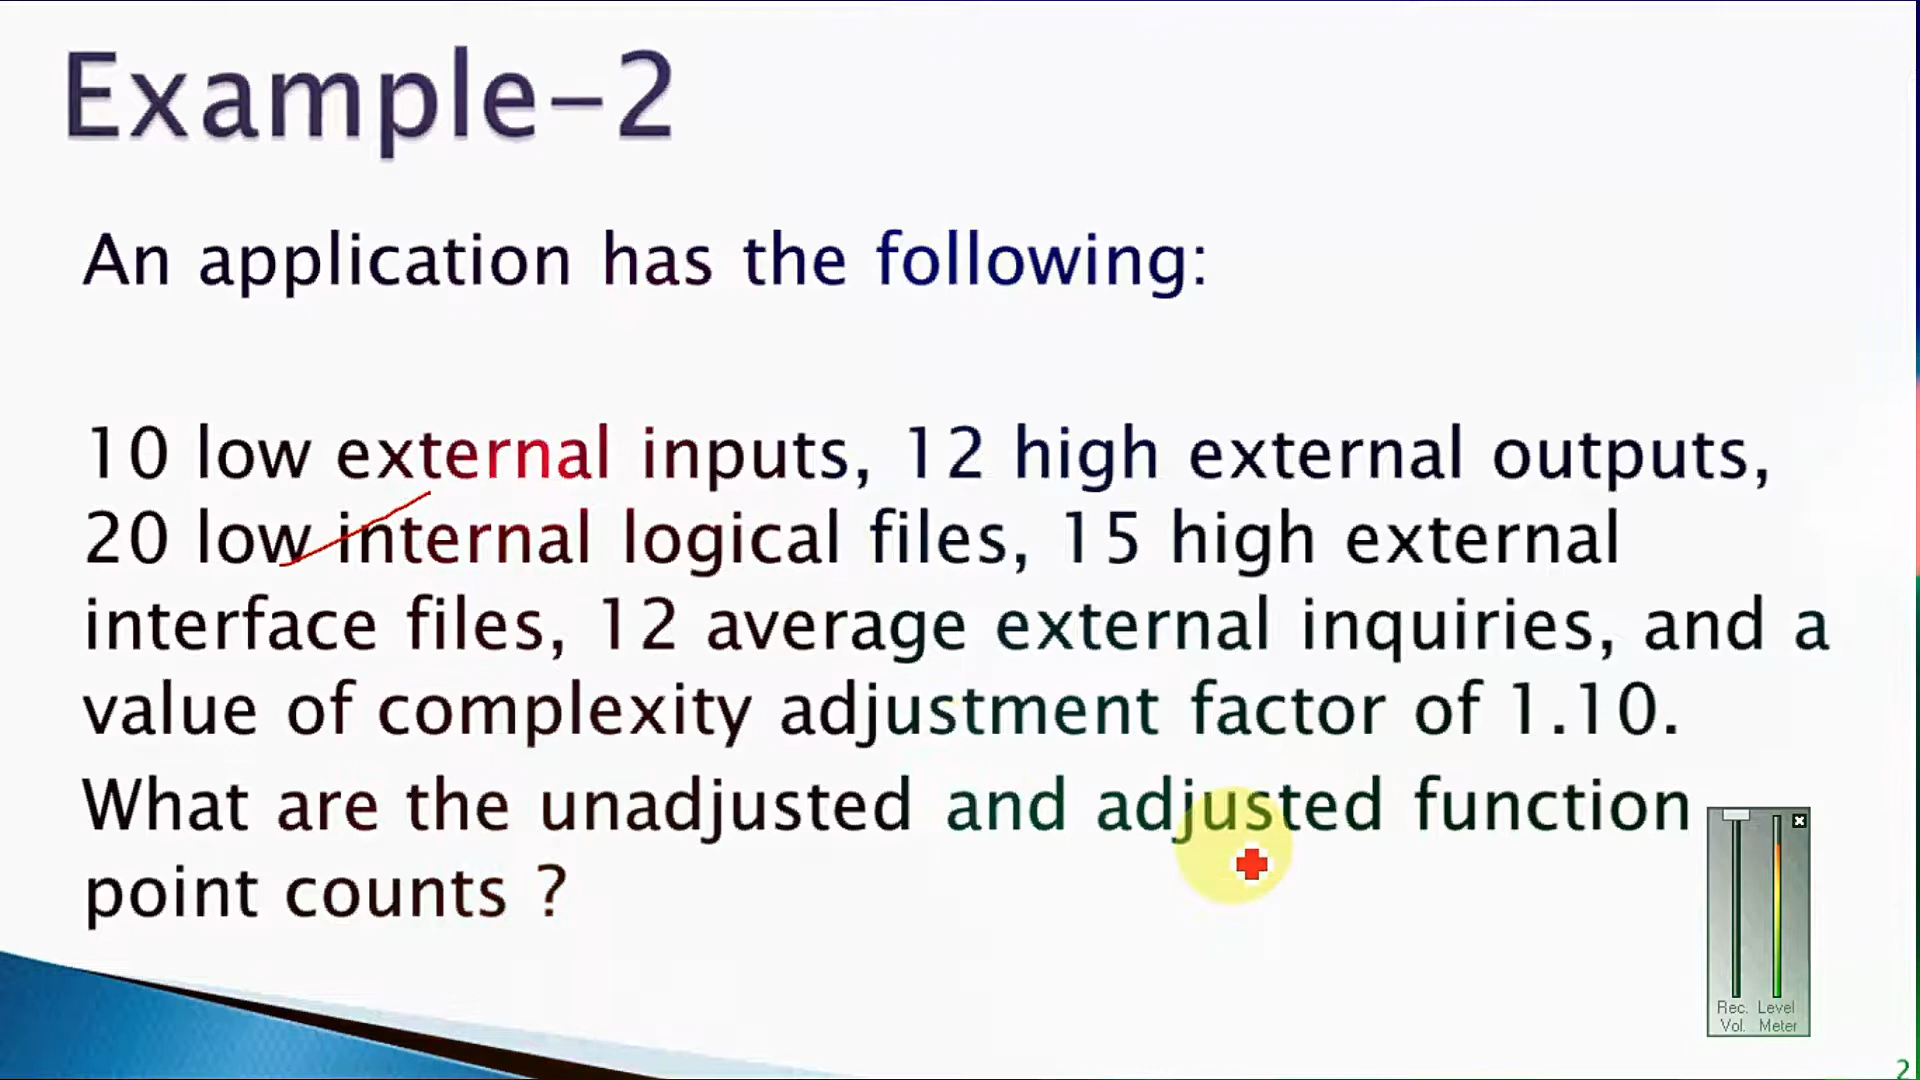 Example-2
An application has the following:
10 low external inputs, 12 high external outputs,
20 low internal logical files, 15 high external
interface files, 12 average external inquiries, and a
value of complexity adjustment factor of 1.10.
What are the unadjusted and adjusted function
point counts ?
Rec. Level
Vol. Meter
2